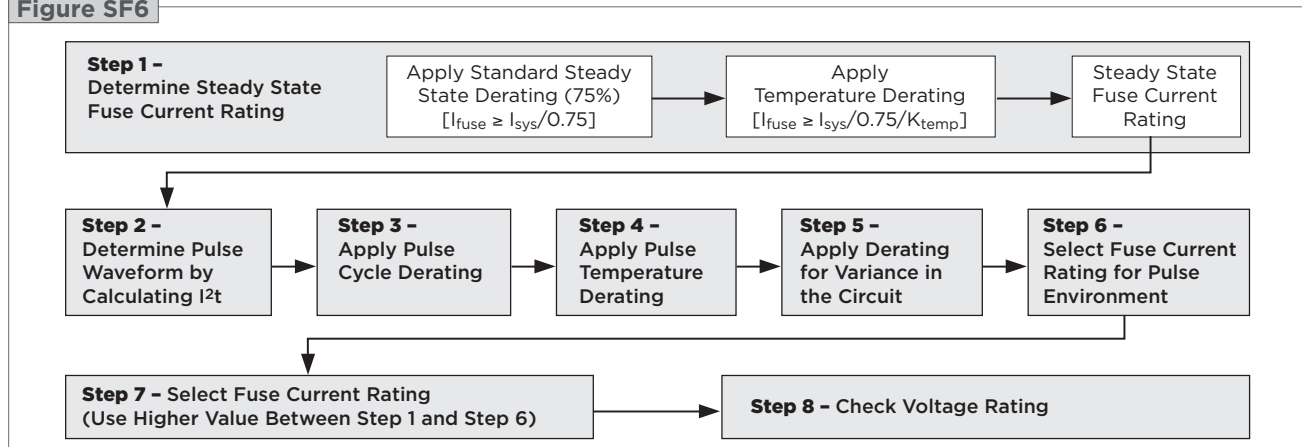 Figure SF6
Step 1 –
Determine Steady State
Fuse Current Rating
Apply Standard Steady
State Derating (75%)
[Ifuse ≥ Isys/0.75]
Apply
Temperature Derating
[Ifuse ≥ Isys/0.75/Ktemp]
Steady State
Fuse Current
Rating
Step 2 –
Determine Pulse
Waveform by
Calculating I²t
Step 3 –
Apply Pulse
Cycle Derating
Step 4 –
Apply Pulse
Temperature
Derating
Step 5 –
Apply Derating
for Variance in
the Circuit
Step 6 –
Select Fuse Current
Rating for Pulse
Environment
Step 7 – Select Fuse Current Rating
(Use Higher Value Between Step 1 and Step 6)
Step 8 – Check Voltage Rating